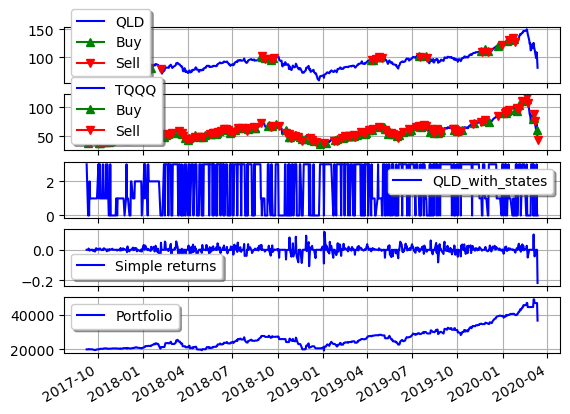 QLD
Buy
Sell
100
TQQQ
Buy
Sell
100
50
QLD_with_states
2
0
Simple returns
0.0
−0.2
Portfolio
40000
20000
2017-10 2018-01 2018-04 2018-07 2018-10 2019-01 2019-04 2019-07 2019-10 2020-01 2020-04